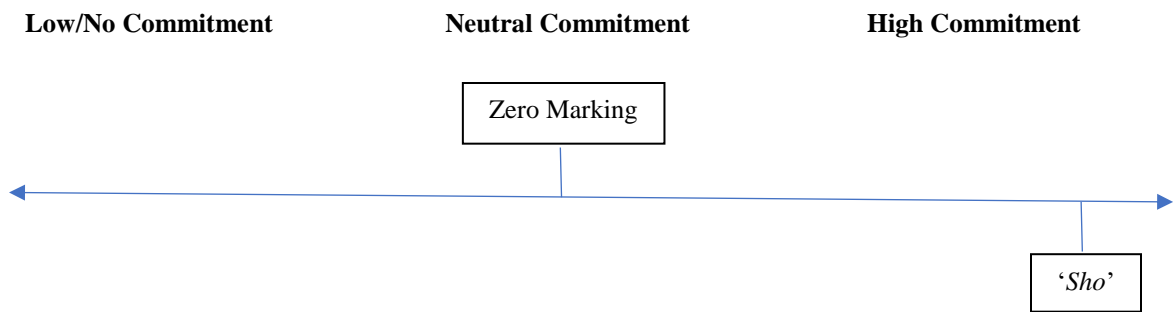 Low/No Commitment Neutral Commitment High Commitment
Zero Marking
‘Sho’